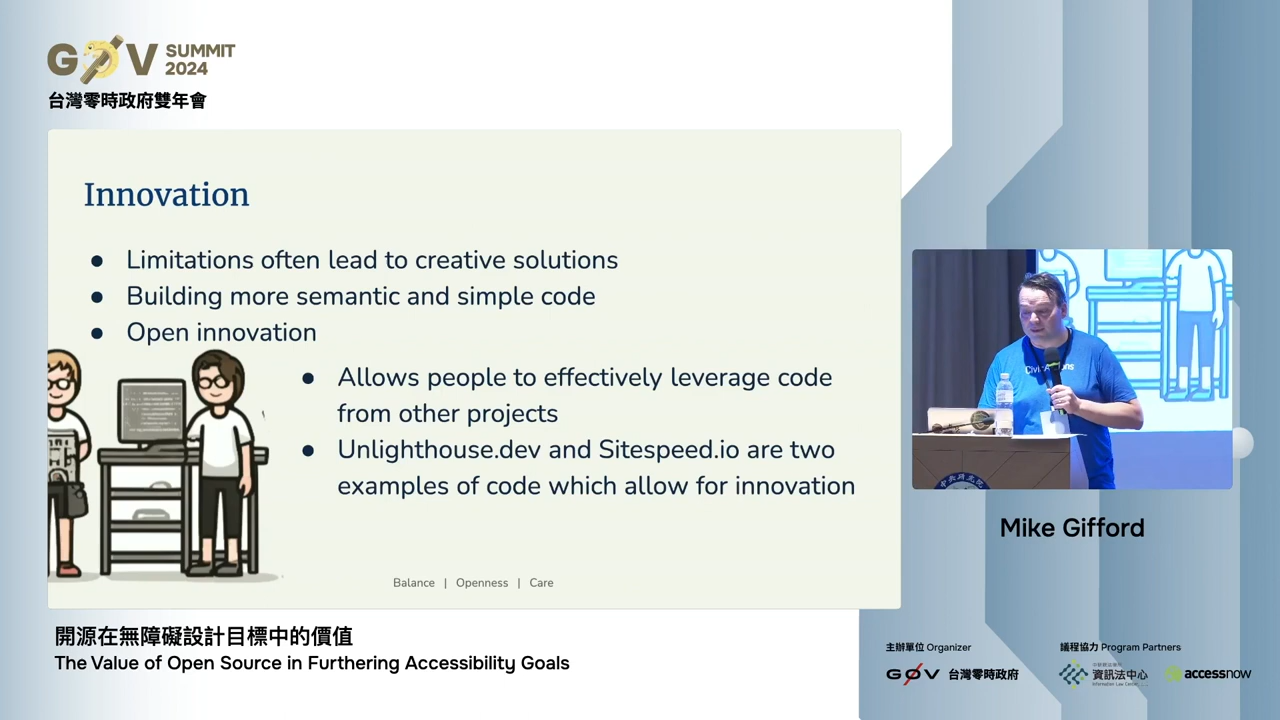 G0V SUMMIT 2024
台灣零時政府雙年會
Innovation
● Limitations often lead to creative solutions
● Building more semantic and simple code
● Open innovation
● Allows people to effectively leverage code
from other projects
● Unlighthouse.dev and Sitespeed.io are two
examples of code which allow for innovation
Balance | Openness | Care
Mike Gifford
開源在無障礙設計目標中的價值
The Value of Open Source in Furthering Accessibility Goals
主辦單位 Organizer
G0V 台灣零時政府
議程協力 Program Partners
資訊法中心
Information Law Center
accessnow